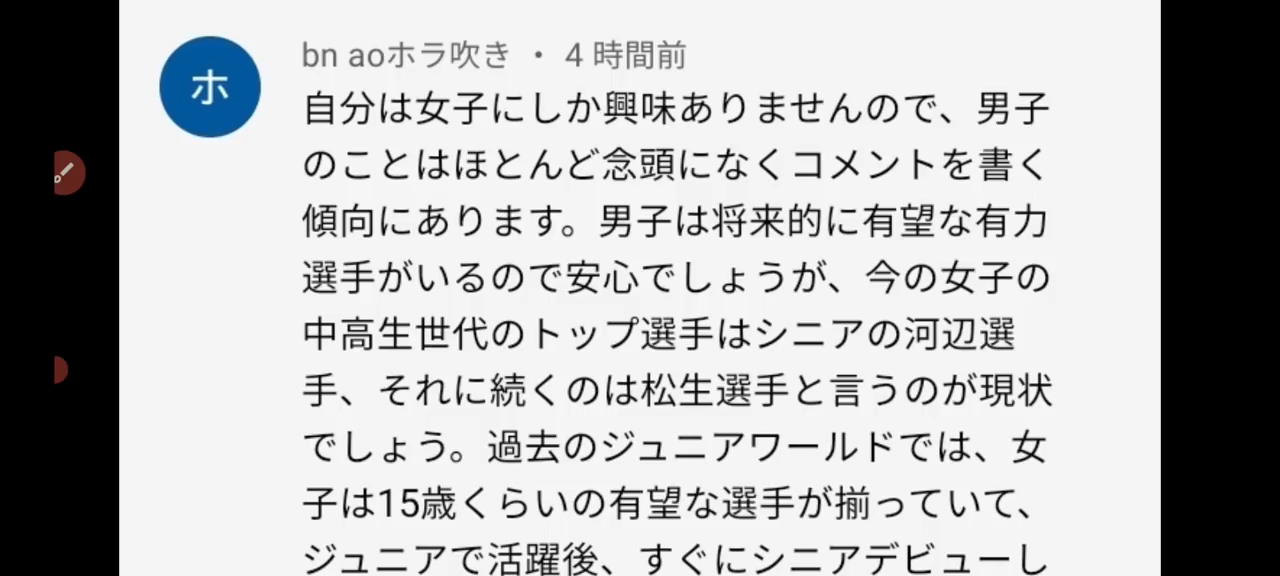 ホ
bn aoホラ吹き ・ 4 時間前
自分は女子にしか興味ありませんので、男子
のことはほとんど念頭になくコメントを書く
傾向にあります。男子は将来的に有望な有力
選手がいるので安心でしょうが、今の女子の
中高生世代のトップ選手はシニアの河辺選
手、それに続くのは松生選手と言うのが現状
でしょう。過去のジュニアワールドでは、女
子は15歳くらいの有望な選手が揃っていて、
ジュニアで活躍後、すぐにシニアデビューし